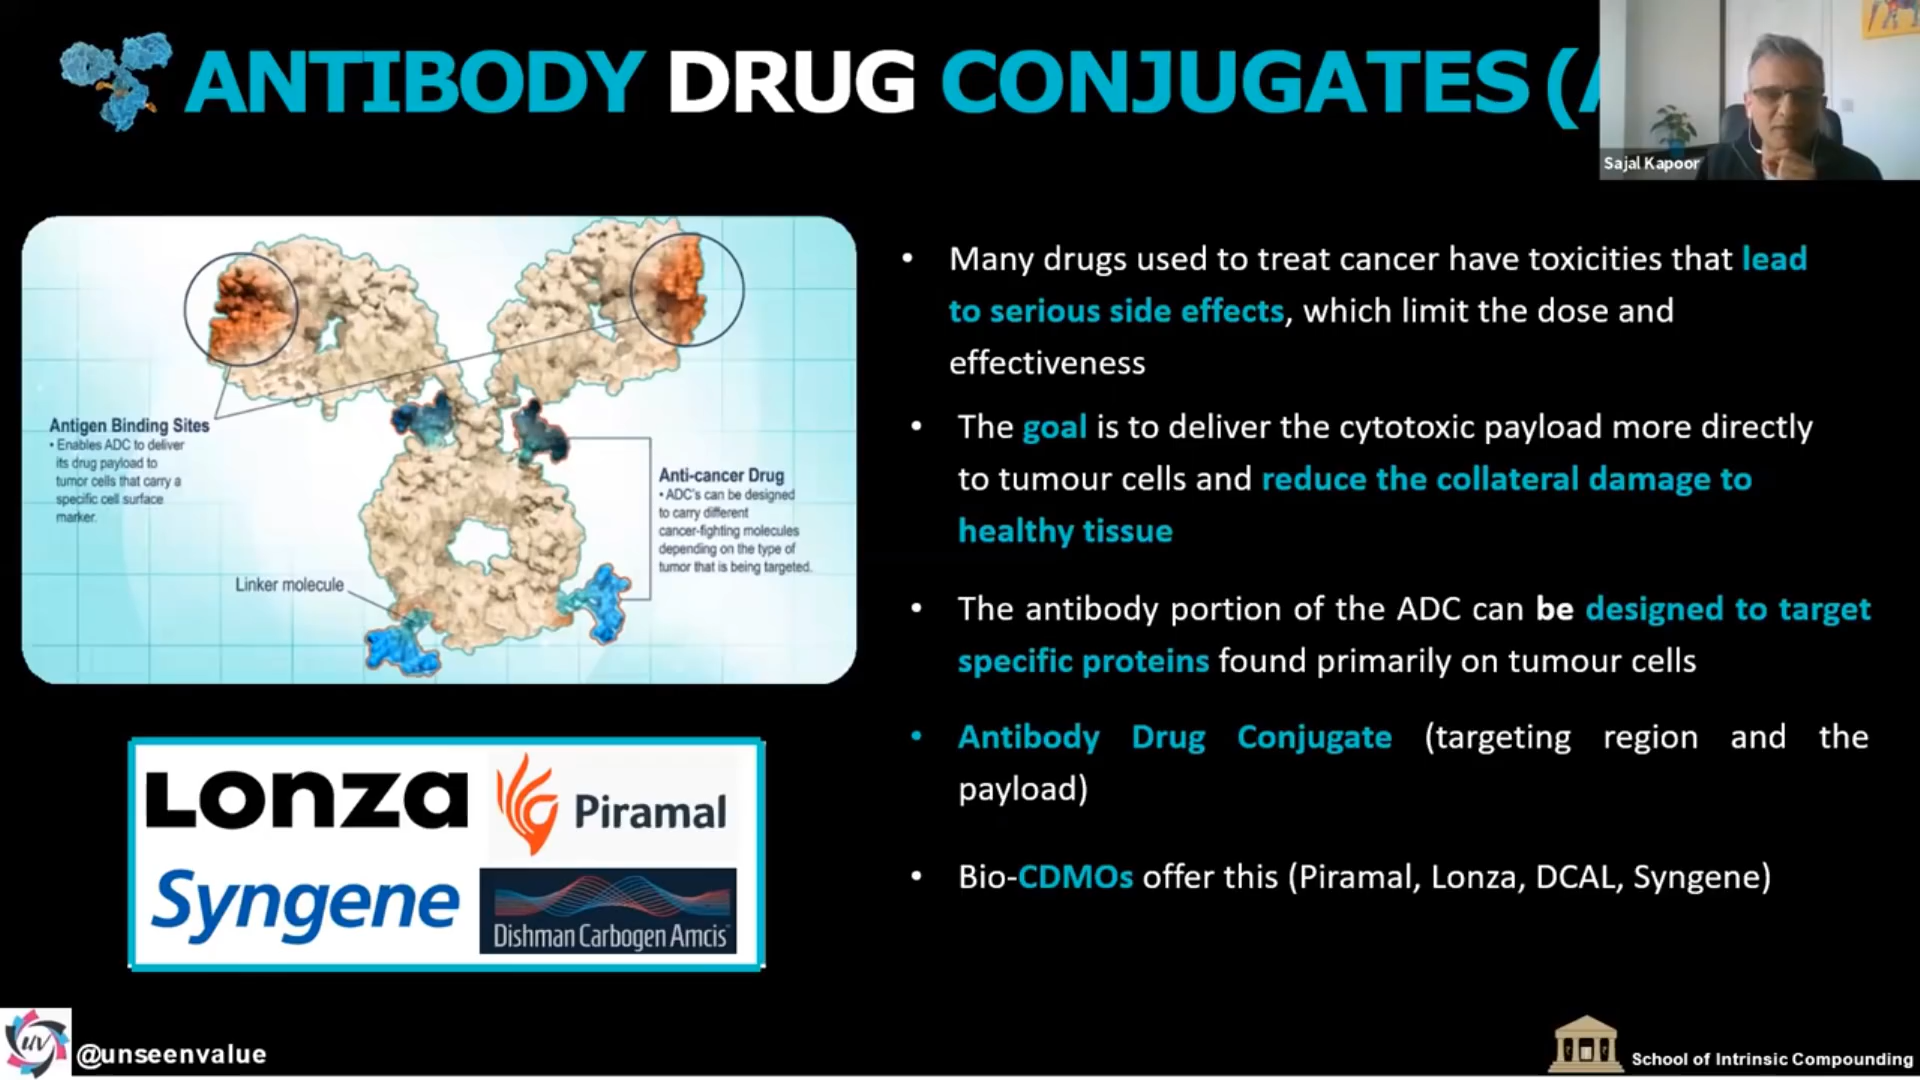 ANTIBODY DRUG CONJUGATES (
Sajal Kapoor
Antigen Binding Sites
• Enables ADC to deliver
its drug payload to
tumor cells that carry a
specific cell surface
marker.
Anti-cancer Drug
• ADC's can be designed
to carry different
cancer-fighting molecules
depending on the type of
tumor that is being targeted.
Linker molecule
• Many drugs used to treat cancer have toxicities that lead
to serious side effects, which limit the dose and
effectiveness
• The goal is to deliver the cytotoxic payload more directly
to tumour cells and reduce the collateral damage to
healthy tissue
• The antibody portion of the ADC can be designed to target
specific proteins found primarily on tumour cells
• Antibody Drug Conjugate (targeting region and the
payload)
• Bio-CDMOs offer this (Piramal, Lonza, DCAL, Syngene)
Lonza
Piramal
Syngene
Dishman Carbogen Amcis
uv
@unseenvalue
School of Intrinsic Compounding